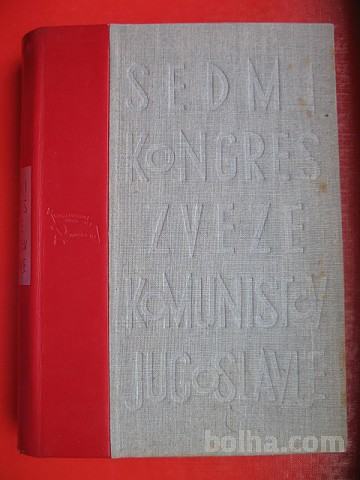 SEDMI
KONGRES
ZVEZE
KOMUNISTOV
JUGOSLAVIJE
bolha.com